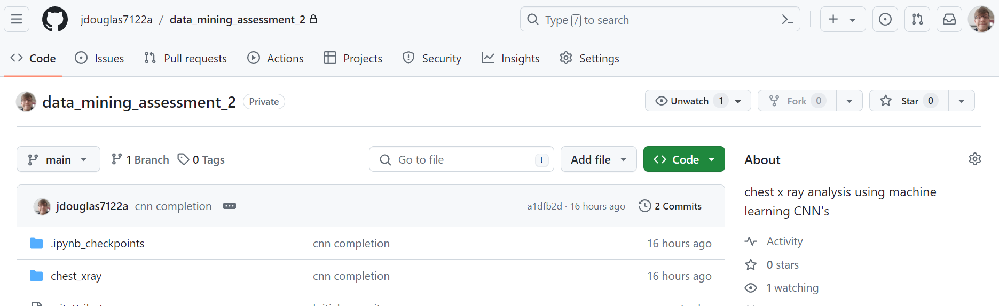 jdouglas7122a / data_mining_assessment_2
Type / to search
Code Issues Pull requests Actions Projects Security Insights Settings
data_mining_assessment_2 Private
Unwatch 1 Fork 0 Star 0
main 1 Branch 0 Tags
Go to file t
Add file Code
About
chest x ray analysis using machine
learning CNN's
jdouglas7122a cnn completion a1dfb2d · 16 hours ago 2 Commits
.ipynb_checkpoints cnn completion 16 hours ago
chest_xray cnn completion 16 hours ago
Activity
0 stars
1 watching